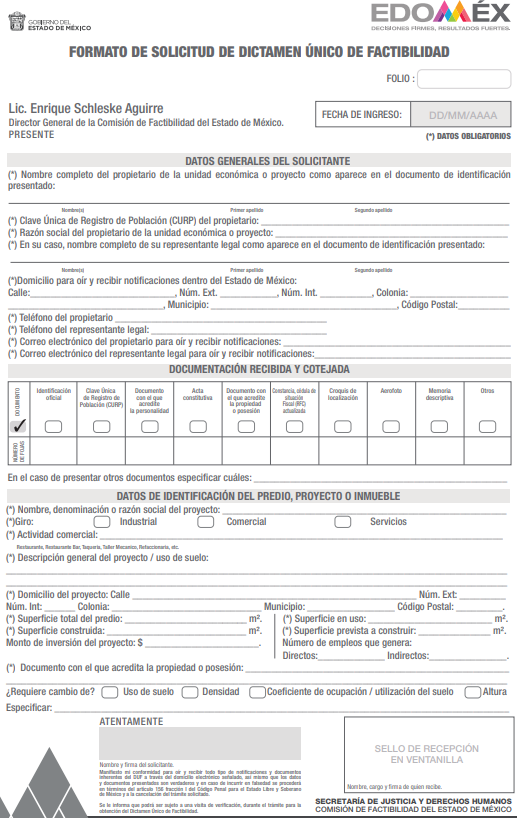 GOBIERNO DEL
ESTADO DE MÉXICO
EDOMÉX
DECISIONES FIRMES, RESULTADOS FUERTES.
FORMATO DE SOLICITUD DE DICTAMEN ÚNICO DE FACTIBILIDAD
FOLIO :
Lic. Enrique Schleske Aguirre
Director General de la Comisión de Factibilidad del Estado de México.
PRESENTE
FECHA DE INGRESO: DD/MM/AAAA
(*) DATOS OBLIGATORIOS
DATOS GENERALES DEL SOLICITANTE
(*) Nombre completo del propietario de la unidad económica o proyecto como aparece en el documento de identificación
presentado:
Nombre(s) Primer apellido Segundo apellido
(*) Clave Única de Registro de Población (CURP) del propietario:
(*) Razón social del propietario de la unidad económica o proyecto:
(*) En su caso, nombre completo de su representante legal como aparece en el documento de identificación presentado:
Nombre(s) Primer apellido Segundo apellido
(*)Domicilio para oír y recibir notificaciones dentro del Estado de México:
Calle:, Núm. Ext. , Núm. Int. , Colonia:
, Municipio: , Código Postal:
(*) Teléfono del propietario
(*) Teléfono del representante legal:
(*) Correo electrónico del propietario para oír y recibir notificaciones:
(*) Correo electrónico del representante legal para oír y recibir notificaciones:
DOCUMENTACIÓN RECIBIDA Y COTEJADA
DOCUMENTO
Identificación oficial
Clave Única de Registro de Población (CURP)
Documento con el que acredite la personalidad
Acta constitutiva
Documento con el que acredite la propiedad o posesión
Constancia, cédula de situación Fiscal (RFC) actualizada
Croquis de localización
Aerofoto
Memoria descriptiva
Otros
NÚMERO DE FOJAS
En el caso de presentar otros documentos especificar cuáles:
DATOS DE IDENTIFICACIÓN DEL PREDIO, PROYECTO O INMUEBLE
(*) Nombre, denominación o razón social del proyecto:
(*)Giro: Industrial Comercial Servicios
(*) Actividad comercial:
Restaurante, Restaurante Bar, Taquería, Taller Mecanico, Refaccionaria, etc.
(*) Descripción general del proyecto / uso de suelo:
(*) Domicilio del proyecto: Calle Núm. Ext:
Núm. Int: Colonia: Municipio: Código Postal: .
(*) Superficie total del predio: m². (*) Superficie en uso: m².
(*) Superficie construida: m². (*) Superficie prevista a construir: m².
Monto de inversión del proyecto: $ . Número de empleos que genera:
Directos: Indirectos: .
(*) Documento con el que acredita la propiedad o posesión:
¿Requiere cambio de? Uso de suelo Densidad Coeficiente de ocupación / utilización del suelo Altura
Especificar:
ATENTAMENTE
Nombre y firma del solicitante.
Manifiesto mi conformidad para oír y recibir todo tipo de notificaciones y documentos
inherentes del DUF a través del domicilio electrónico señalado, así mismo que los datos
y documentos presentados son verdaderos y en caso de incurrir en falsedad se procederá
en términos del artículo 156 fracción I del Código Penal para el Estado Libre y Soberano
de México y a la cancelación del trámite solicitado.
Se le informa que podrá ser sujeto a una visita de verificación, durante el trámite para la
obtención del Dictamen Único de Factibilidad.
SELLO DE RECEPCIÓN
EN VENTANILLA
Nombre, cargo y firma de quien recibe.
SECRETARÍA DE JUSTICIA Y DERECHOS HUMANOS
COMISIÓN DE FACTIBILIDAD DEL ESTADO DE MÉXICO